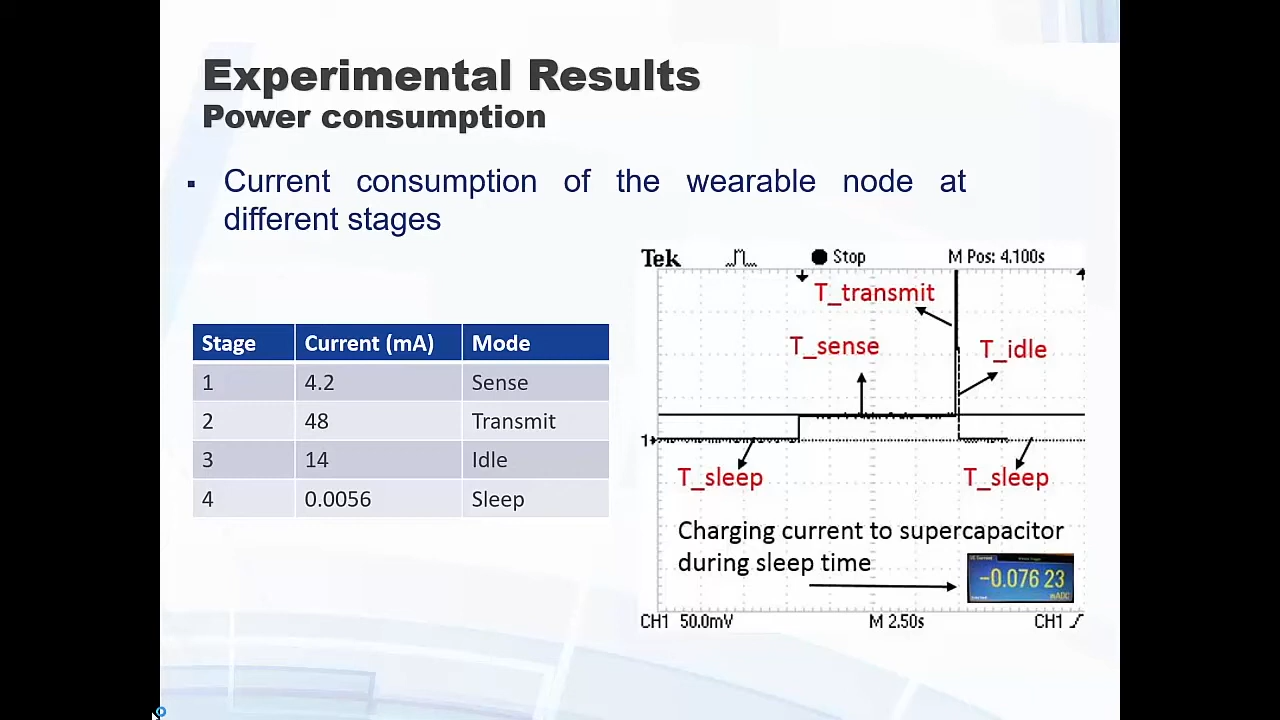 Experimental Results
Power consumption
▪ Current consumption of the wearable node at
different stages
Stage Current (mA) Mode
1 4.2 Sense
2 48 Transmit
3 14 Idle
4 0.0056 Sleep
Tek Stop M Pos: 4.100s
T_transmit
T_sense
T_idle
1
T_sleep T_sleep
Charging current to supercapacitor
during sleep time
-0.076 23
mADC
CH1 50.0mV M 2.50s CH1